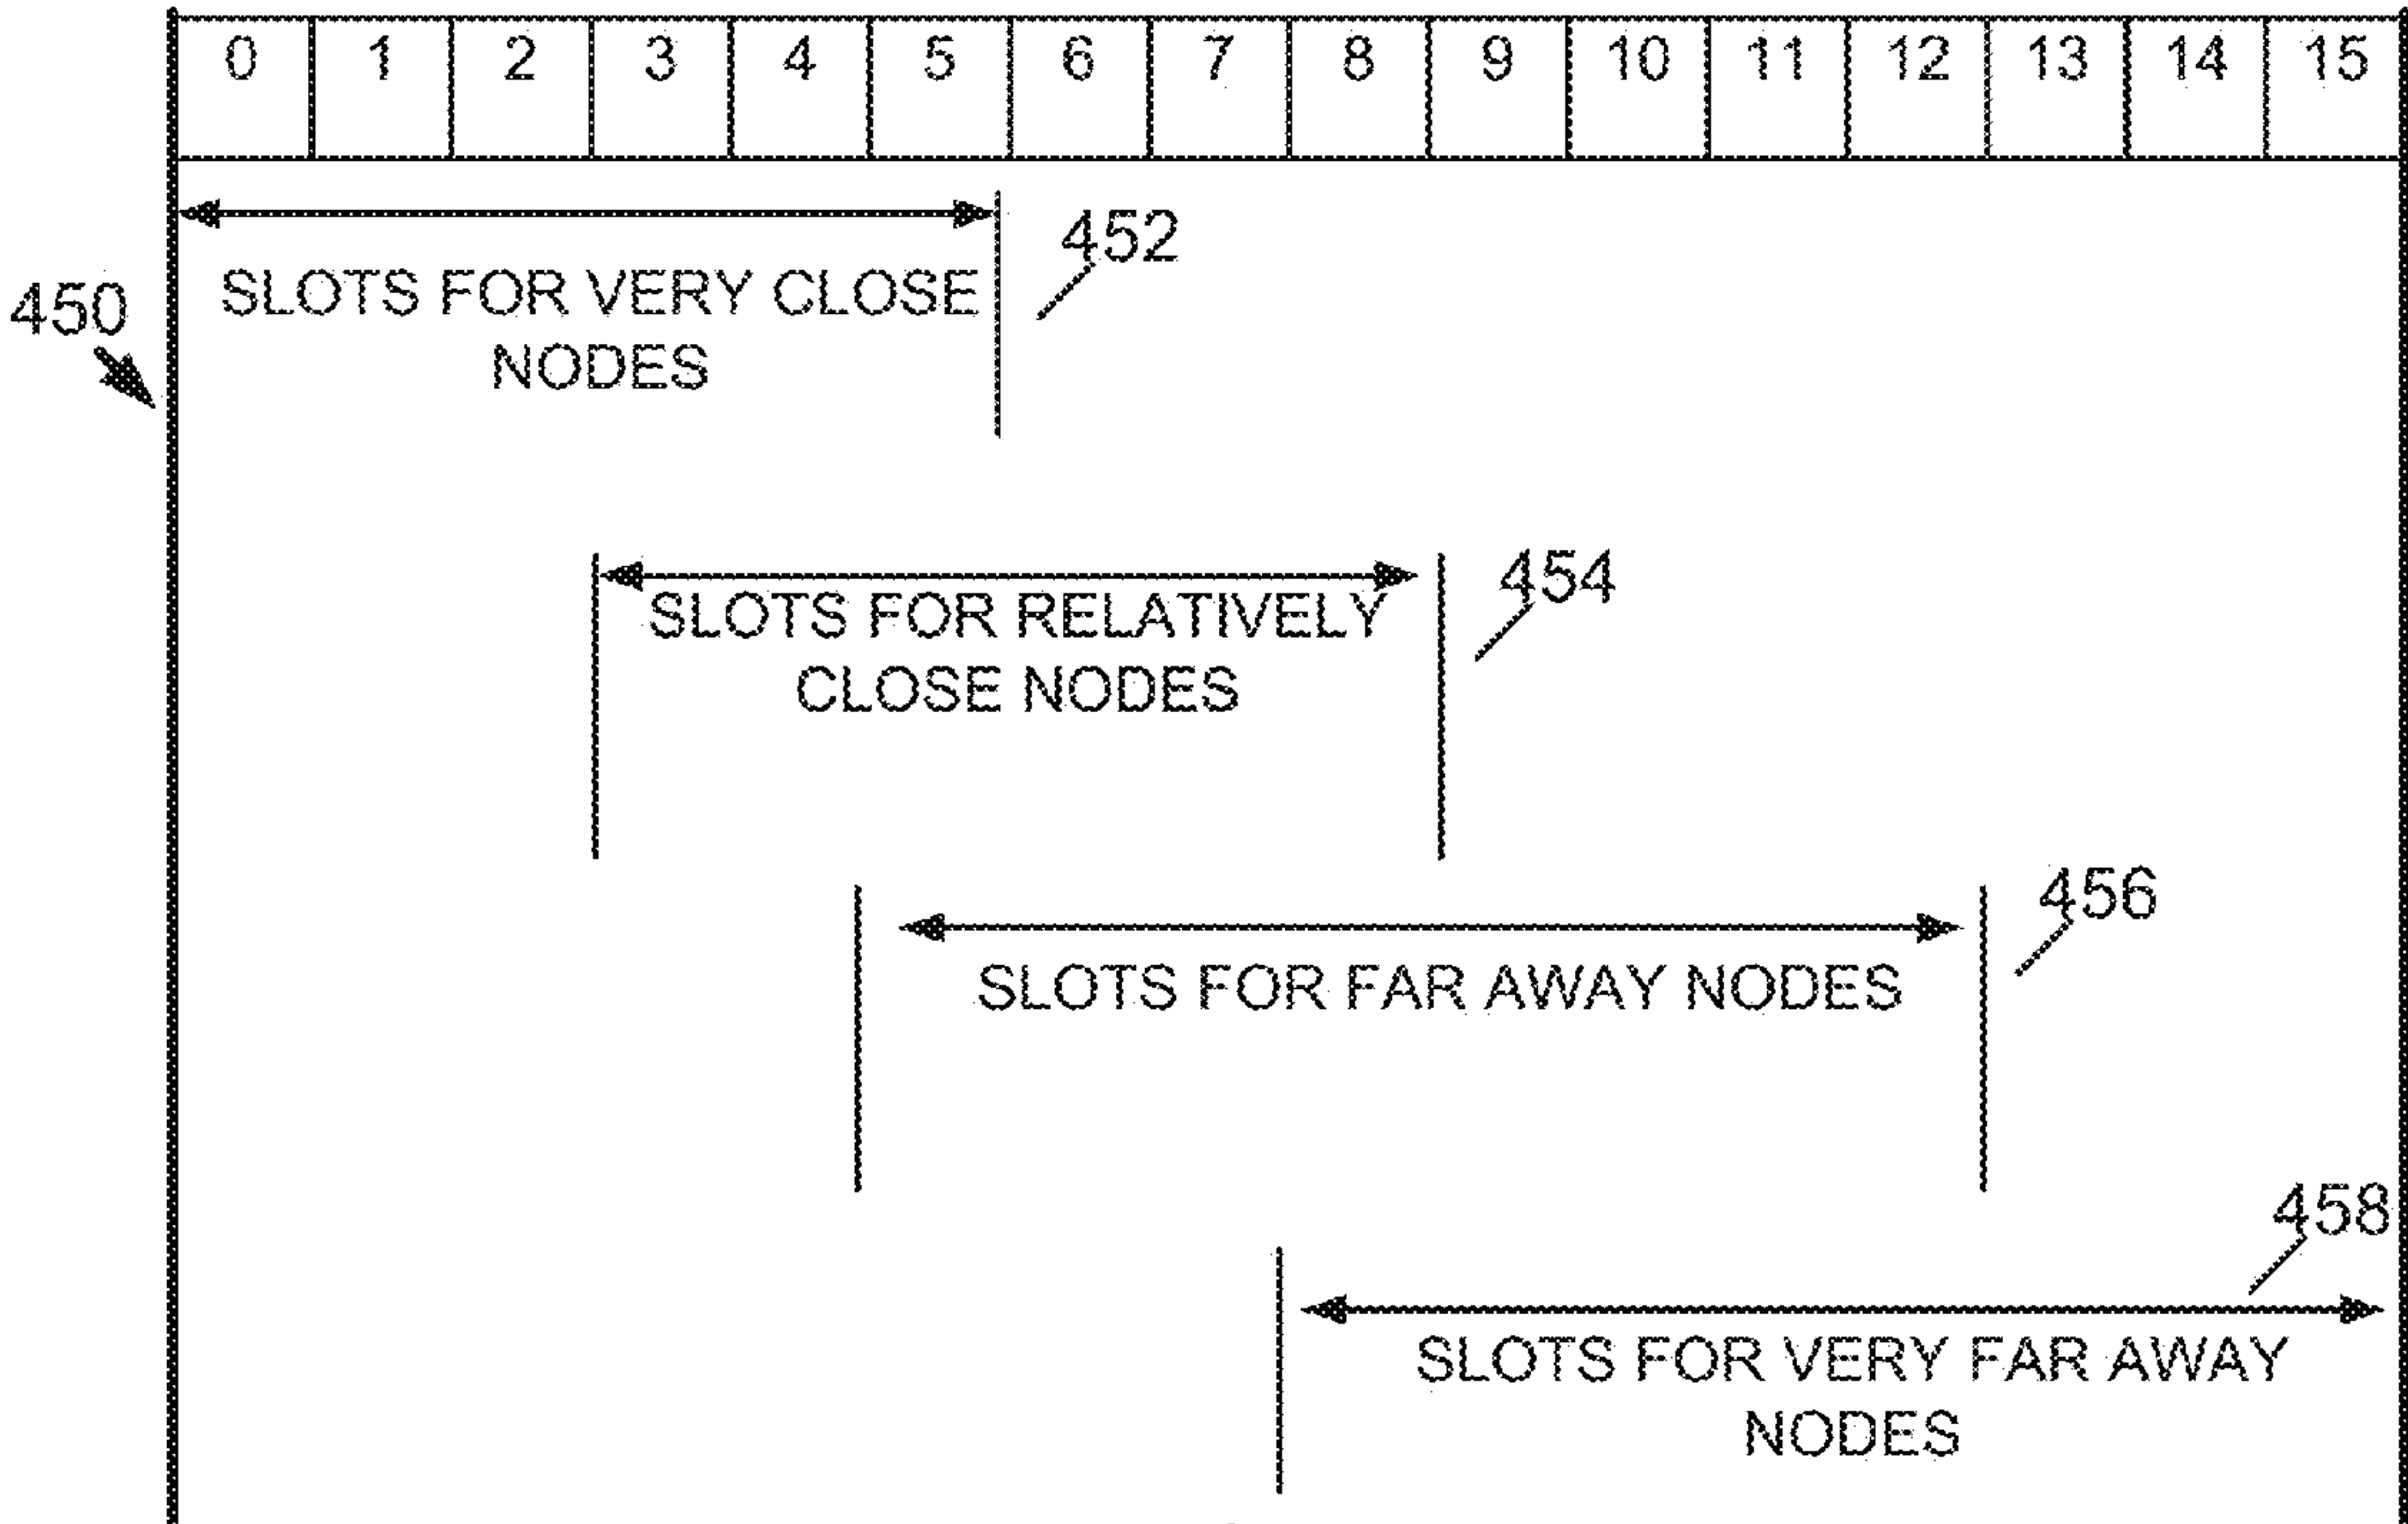 0 1 2 3 4 5 6 7 8 9 10 11 12 13 14 15
452
SLOTS FOR VERY CLOSE
NODES
450
454
SLOTS FOR RELATIVELY
CLOSE NODES
456
SLOTS FOR FAR AWAY NODES
458
SLOTS FOR VERY FAR AWAY
NODES